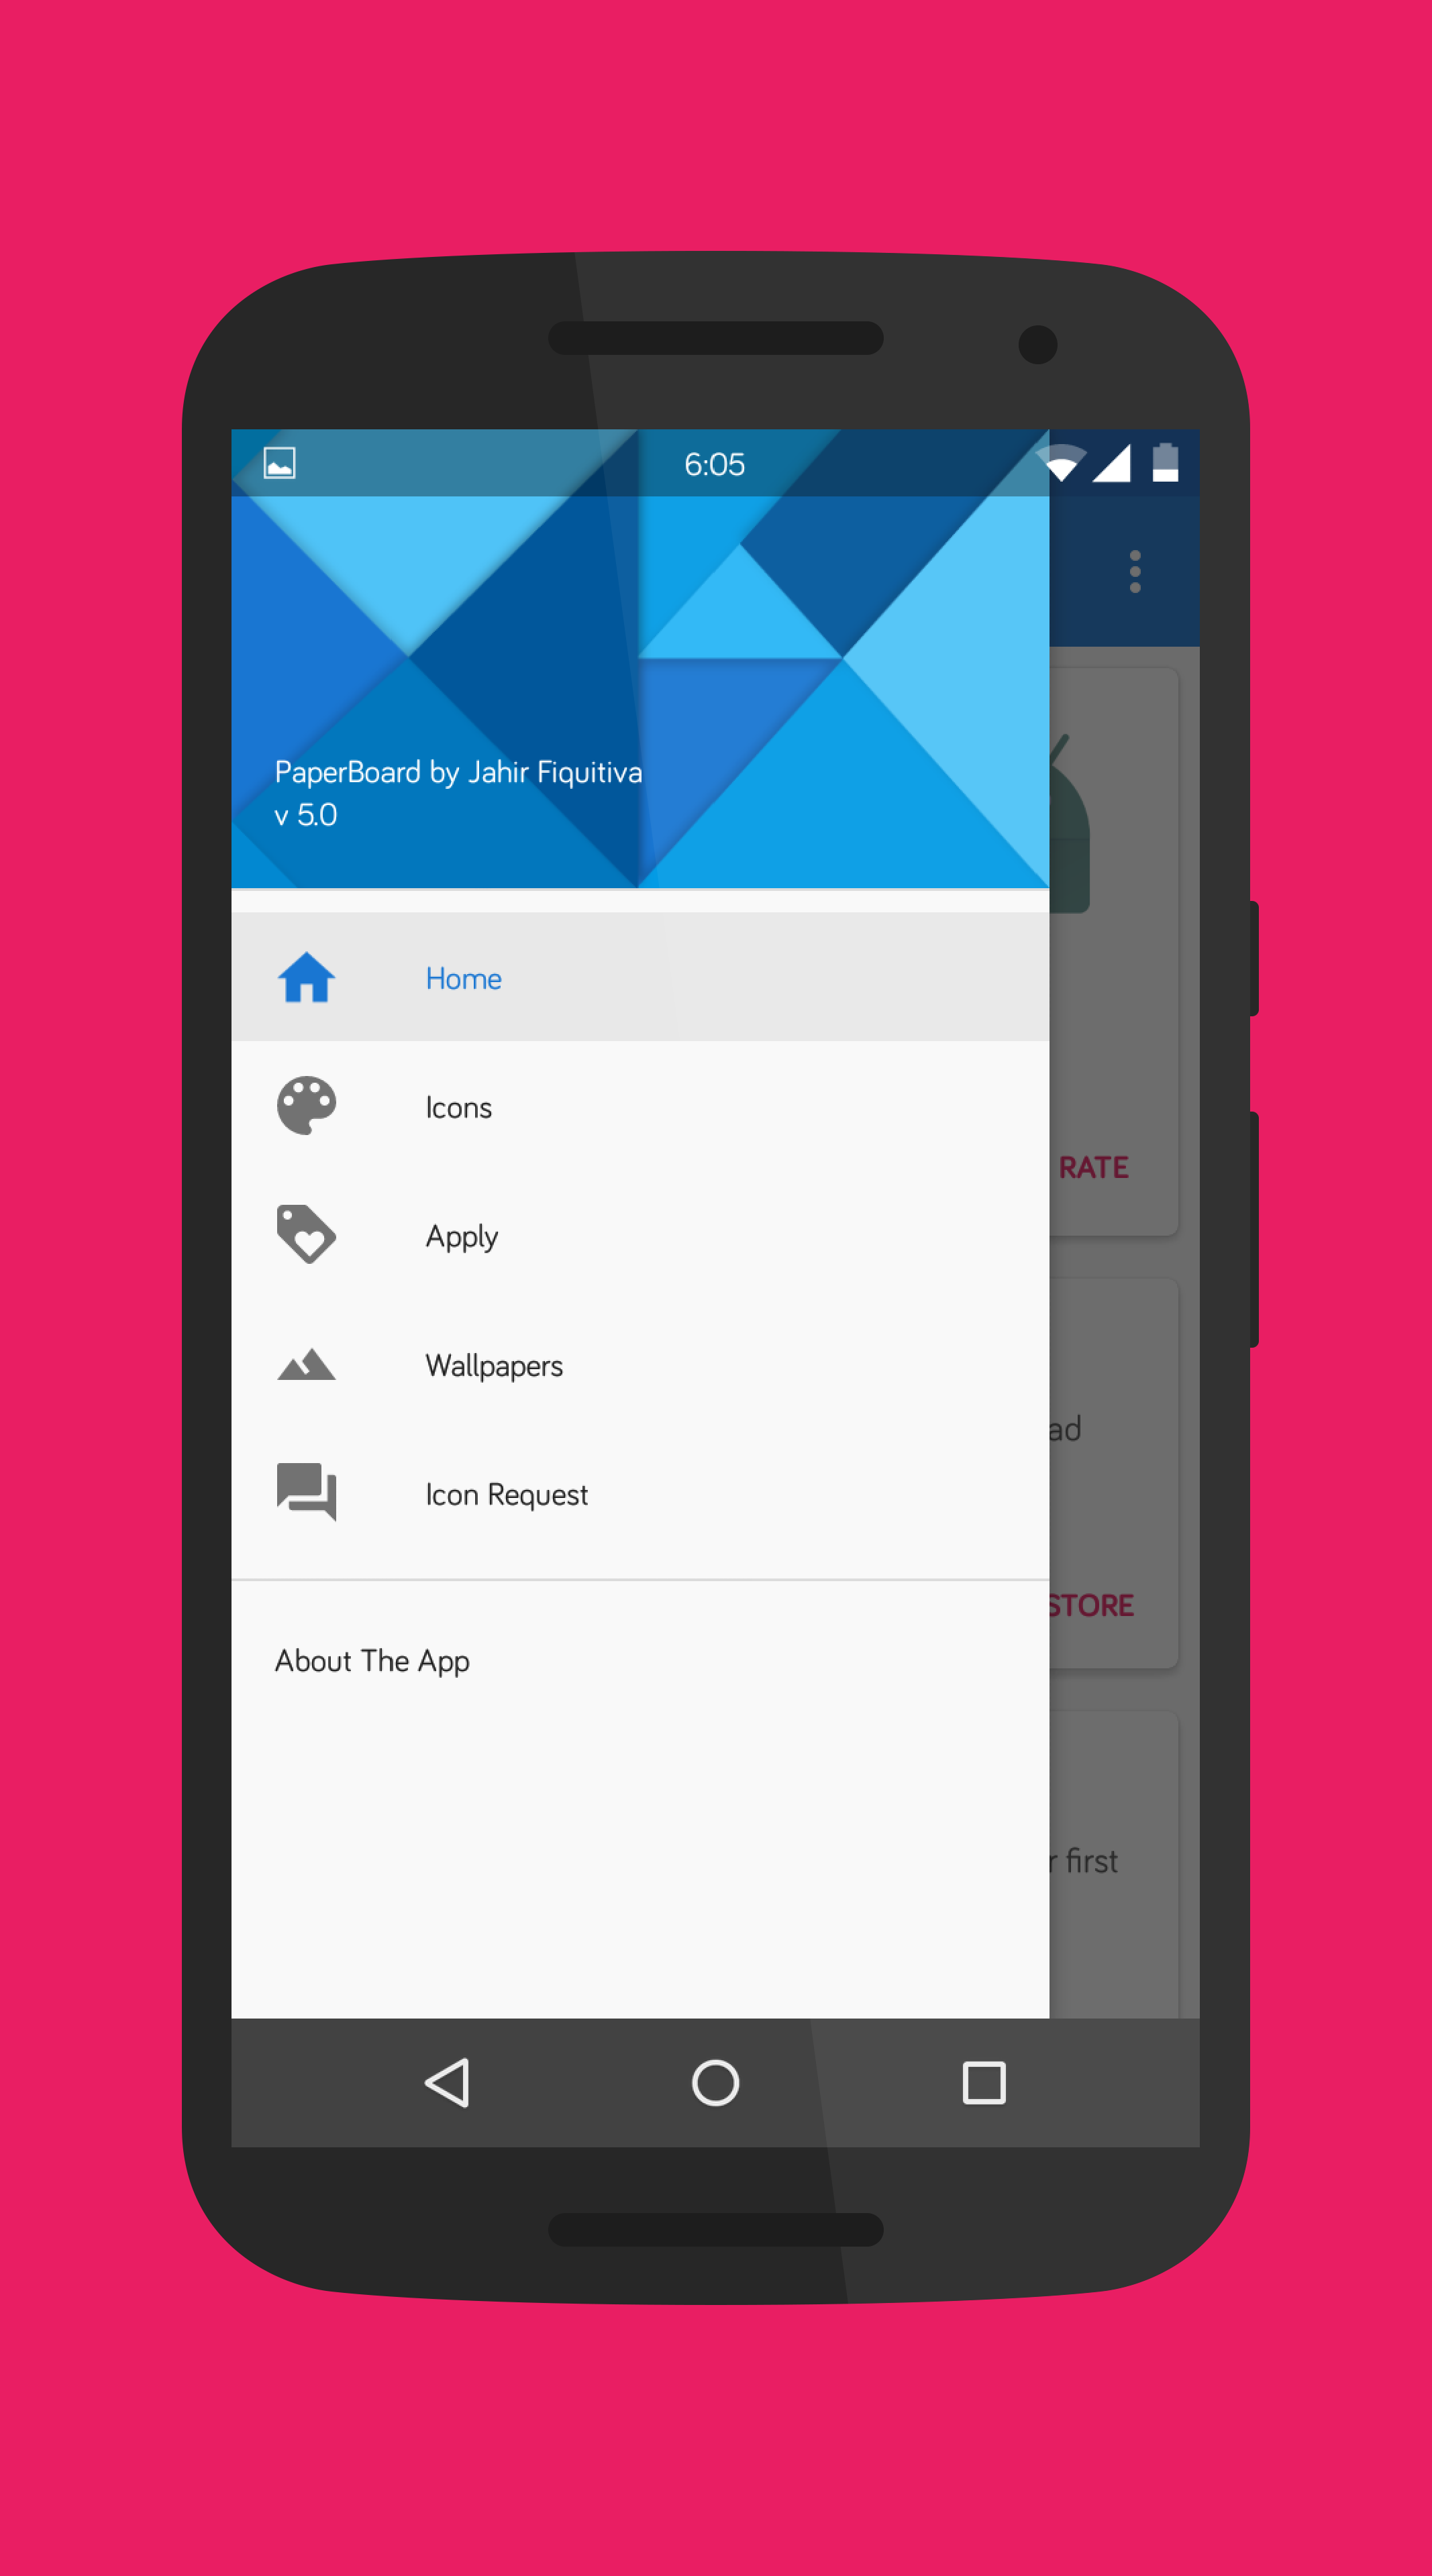 6:05
PaperBoard by Jahir Fiquitiva
v 5.0
Home
Icons
Apply
RATE
Wallpapers
ad
Icon Request
STORE
About The App
r first